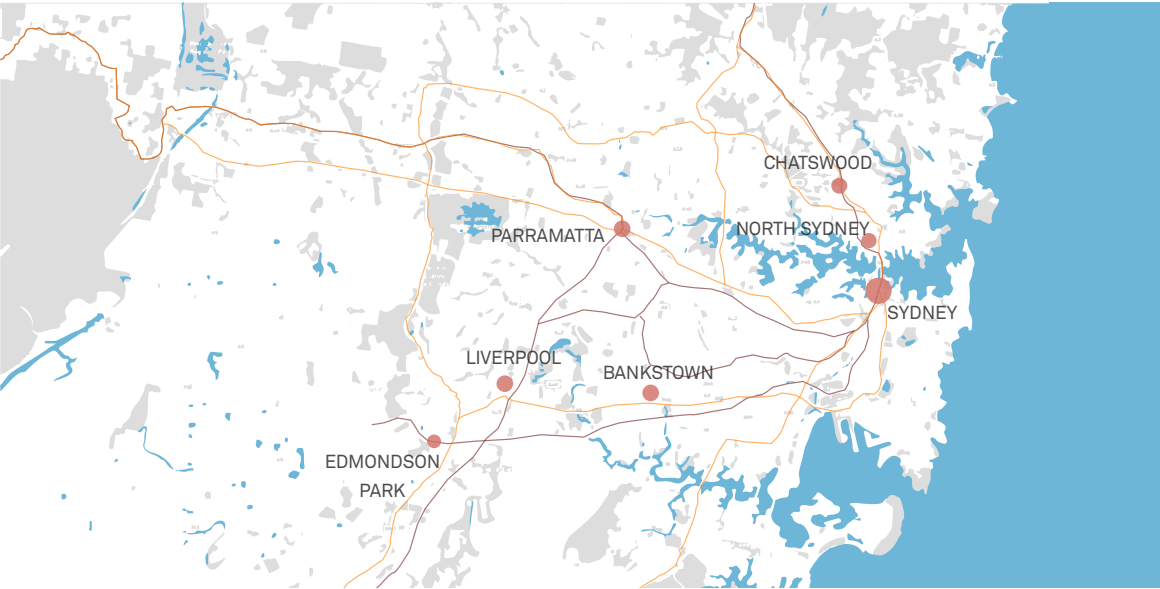 CHATSWOOD
NORTH SYDNEY
PARRAMATTA
SYDNEY
LIVERPOOL
BANKSTOWN
EDMONDSON
PARK